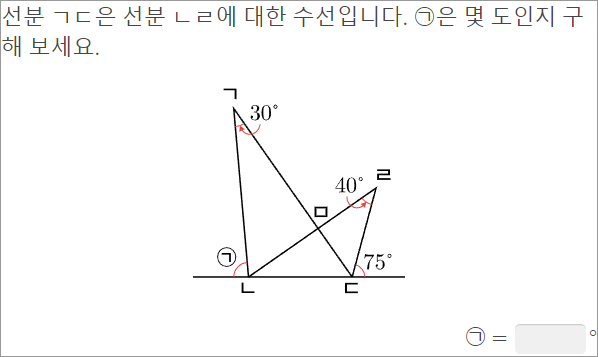 선분 ㄱㄷ은 선분 ㄴㄹ에 대한 수선입니다. ㉠은 몇 도인지 구
해 보세요.
ㄱ
30°
ㄹ
40°
ㅁ
㉠
75°
ㄴ
ㄷ
㉠ = °